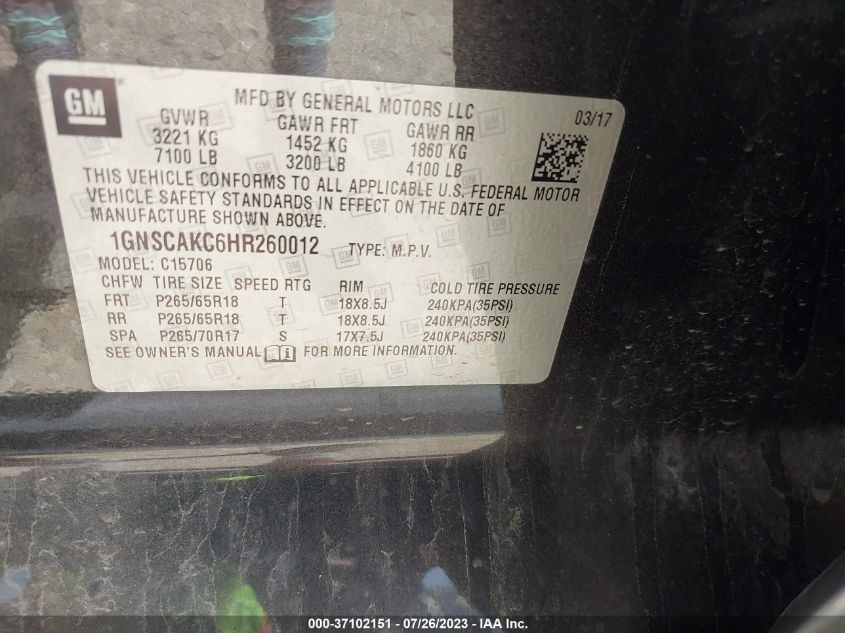 GM
MFD BY GENERAL MOTORS LLC
03/17
GVWR GAWR FRT GAWR RR
3221 KG 1452 KG 1860 KG
7100 LB 3200 LB 4100 LB
THIS VEHICLE CONFORMS TO ALL APPLICABLE U.S. FEDERAL MOTOR
VEHICLE SAFETY STANDARDS IN EFFECT ON THE DATE OF
MANUFACTURE SHOWN ABOVE.
1GNSCAKC6HR260012 TYPE: M.P.V.
MODEL: C15706
CHFW TIRE SIZE SPEED RTG RIM COLD TIRE PRESSURE
FRT P265/65R18 T 18X8.5J 240KPA(35PSI)
RR P265/65R18 T 18X8.5J 240KPA(35PSI)
SPA P265/70R17 S 17X7.5J 240KPA(35PSI)
SEE OWNER'S MANUAL FOR MORE INFORMATION.
000-37102151 - 07/26/2023 - IAA